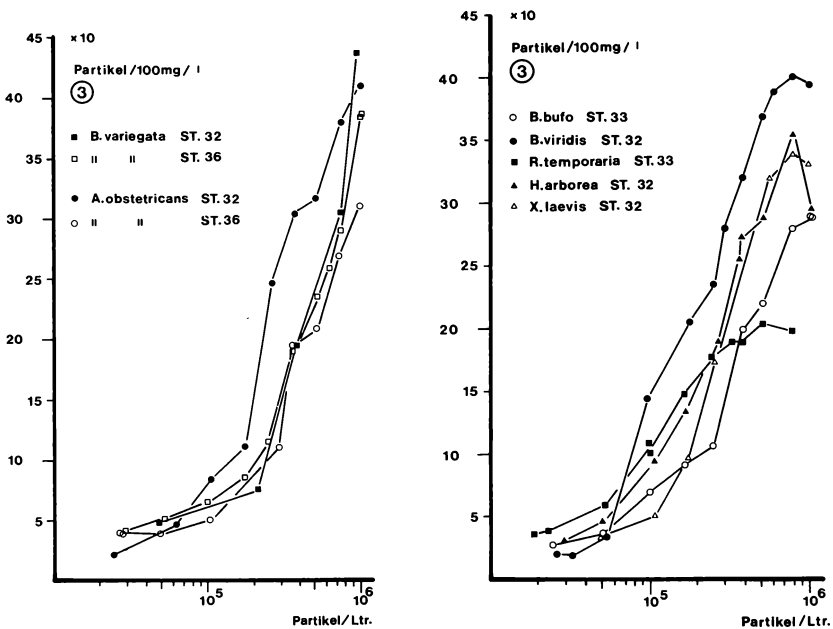 45 ×10
Partikel/100mg/ l
3
■ B.variegata ST. 32
□ " " ST. 36
● A.obstetricans ST. 32
○ " " ST. 36
40
35
30
25
20
15
10
5
10⁵ 10⁶
Partikel/Ltr.
45 ×10
Partikel/100mg/ l
3
○ B.bufo ST. 33
● B.viridis ST. 32
■ R.temporaria ST. 33
▲ H.arborea ST. 32
△ X.laevis ST. 32
40
35
30
25
20
15
10
5
10⁵ 10⁶
Partikel/Ltr.